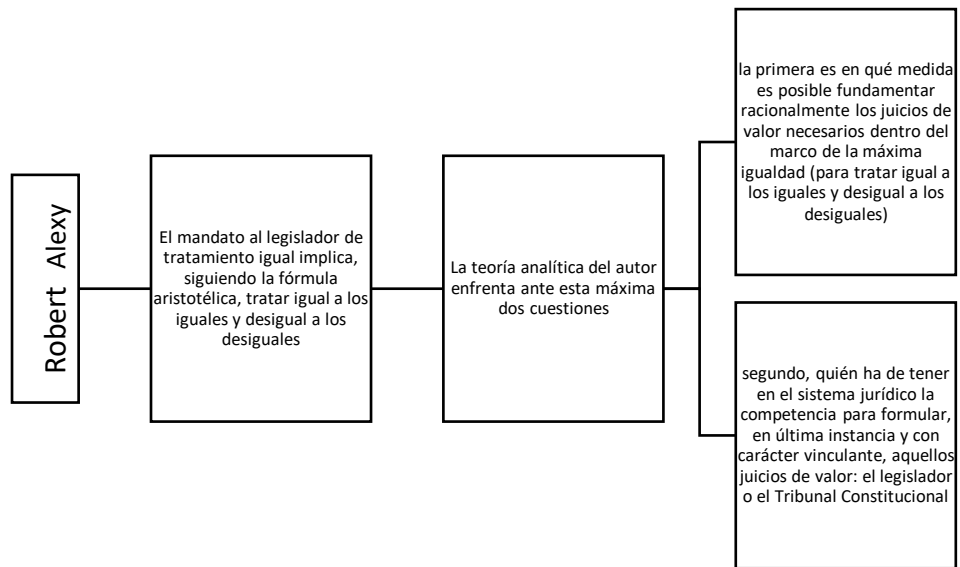 Robert Alexy
El mandato al legislador de
tratamiento igual implica,
siguiendo la fórmula
aristotélica, tratar igual a los
iguales y desigual a los
desiguales
La teoría analítica del autor
enfrenta ante esta máxima
dos cuestiones
la primera es en qué medida
es posible fundamentar
racionalmente los juicios de
valor necesarios dentro del
marco de la máxima
igualdad (para tratar igual a
los iguales y desigual a los
desiguales)
segundo, quién ha de tener
en el sistema jurídico la
competencia para formular,
en última instancia y con
carácter vinculante, aquellos
juicios de valor: el legislador
o el Tribunal Constitucional